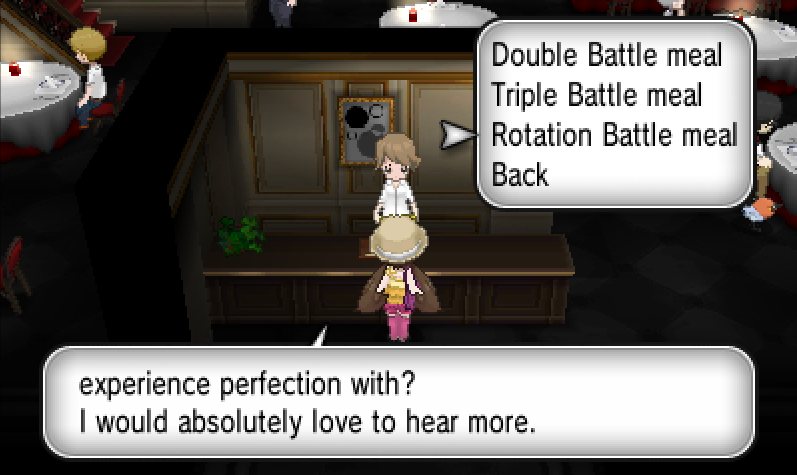 Double Battle meal
Triple Battle meal
Rotation Battle meal
Back
experience perfection with?
I would absolutely love to hear more.